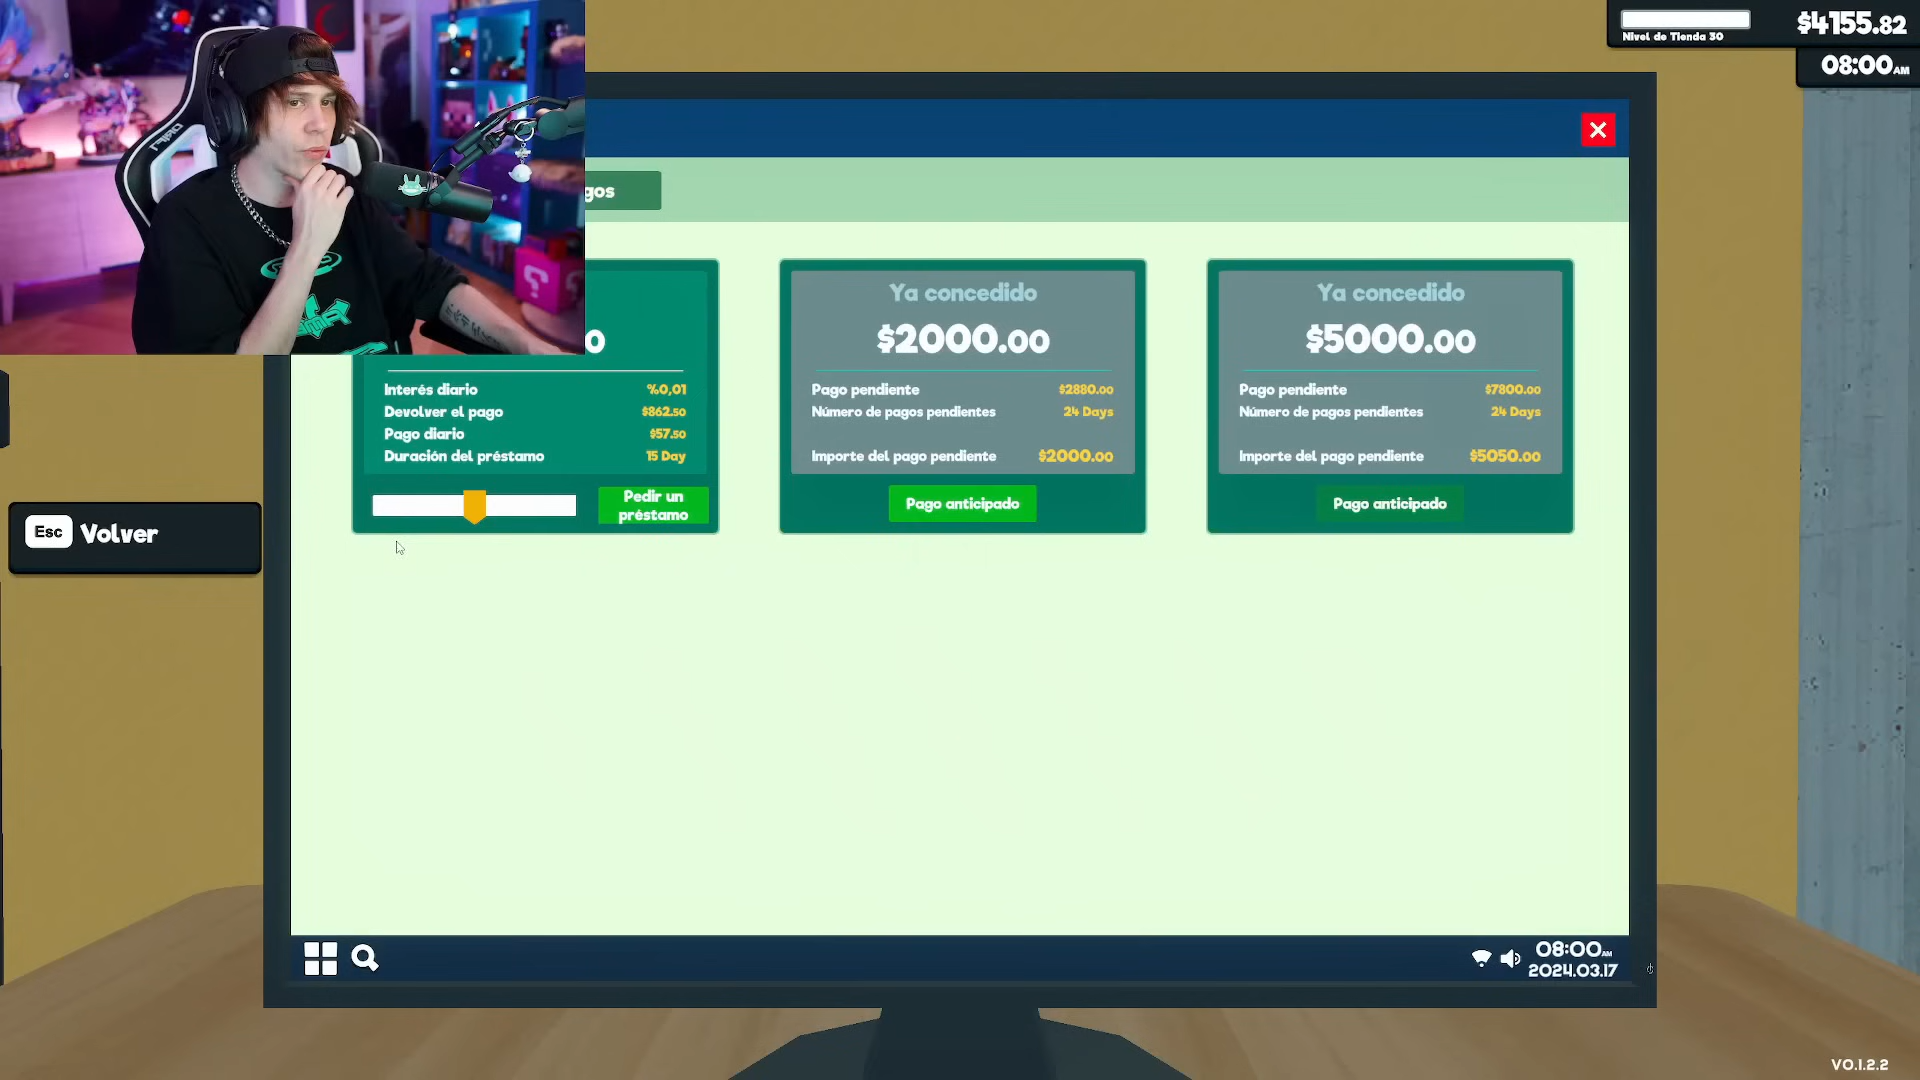 $4155.82
Nivel de Tienda 30
08:00AM
gos
0
Interés diario %0,01
Devolver el pago $862.50
Pago diario $57.50
Duración del préstamo 15 Day
Pedir un
préstamo
Ya concedido
$2000.00
Pago pendiente $2880.00
Número de pagos pendientes 24 Days
Importe del pago pendiente $2000.00
Pago anticipado
Ya concedido
$5000.00
Pago pendiente $7800.00
Número de pagos pendientes 24 Days
Importe del pago pendiente $5050.00
Pago anticipado
Esc Volver
08:00AM
2024.03.17
V0.1.2.2